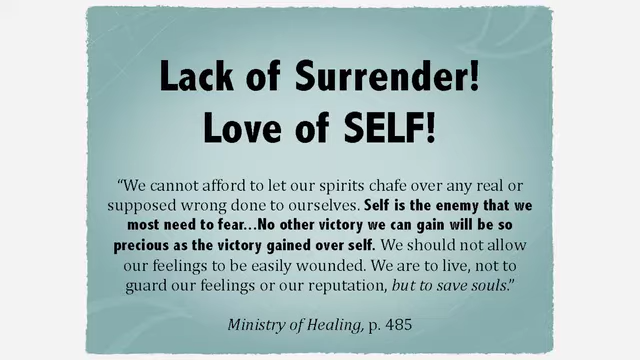 Lack of Surrender!
Love of SELF!
“We cannot afford to let our spirits chafe over any real or
supposed wrong done to ourselves. Self is the enemy that we
most need to fear…No other victory we can gain will be so
precious as the victory gained over self. We should not allow
our feelings to be easily wounded. We are to live, not to
guard our feelings or our reputation, but to save souls.”
Ministry of Healing, p. 485